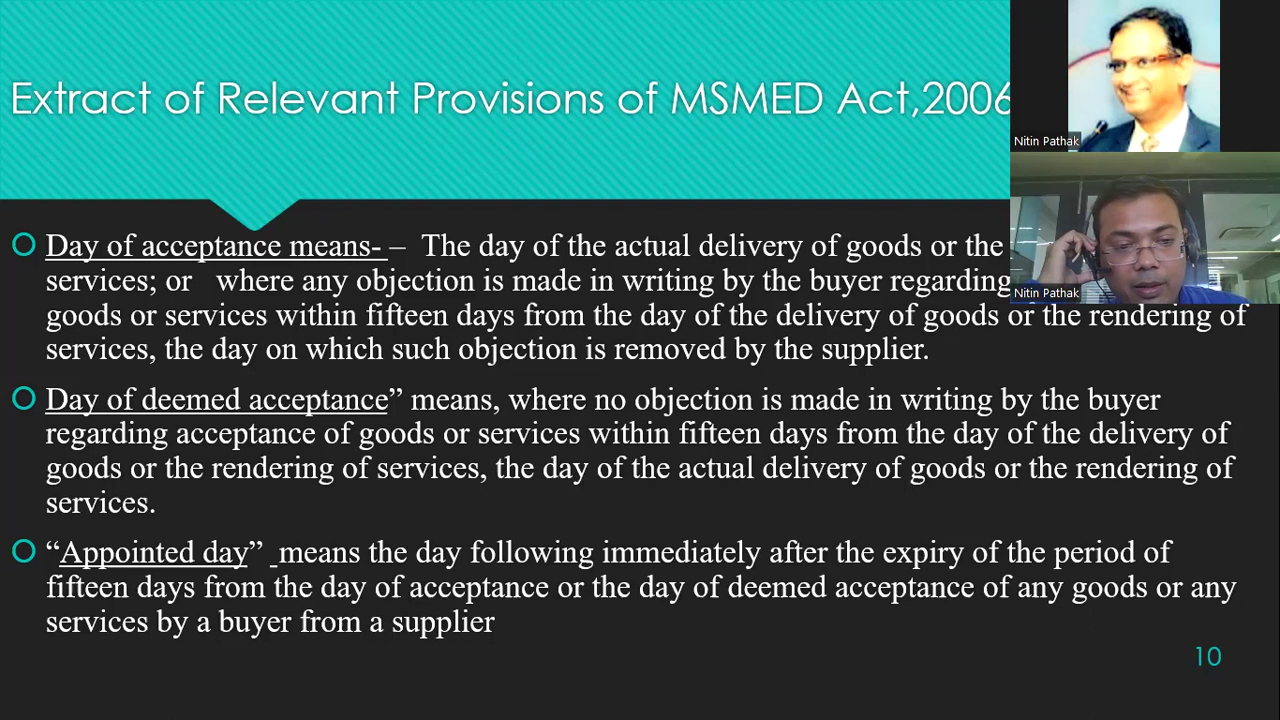 Extract of Relevant Provisions of MSMED Act,2006
Nitin Pathak
Nitin Pathak
Day of acceptance means- – The day of the actual delivery of goods or the
services; or where any objection is made in writing by the buyer regarding
goods or services within fifteen days from the day of the delivery of goods or the rendering of
services, the day on which such objection is removed by the supplier.
Day of deemed acceptance” means, where no objection is made in writing by the buyer
regarding acceptance of goods or services within fifteen days from the day of the delivery of
goods or the rendering of services, the day of the actual delivery of goods or the rendering of
services.
“Appointed day” means the day following immediately after the expiry of the period of
fifteen days from the day of acceptance or the day of deemed acceptance of any goods or any
services by a buyer from a supplier
10